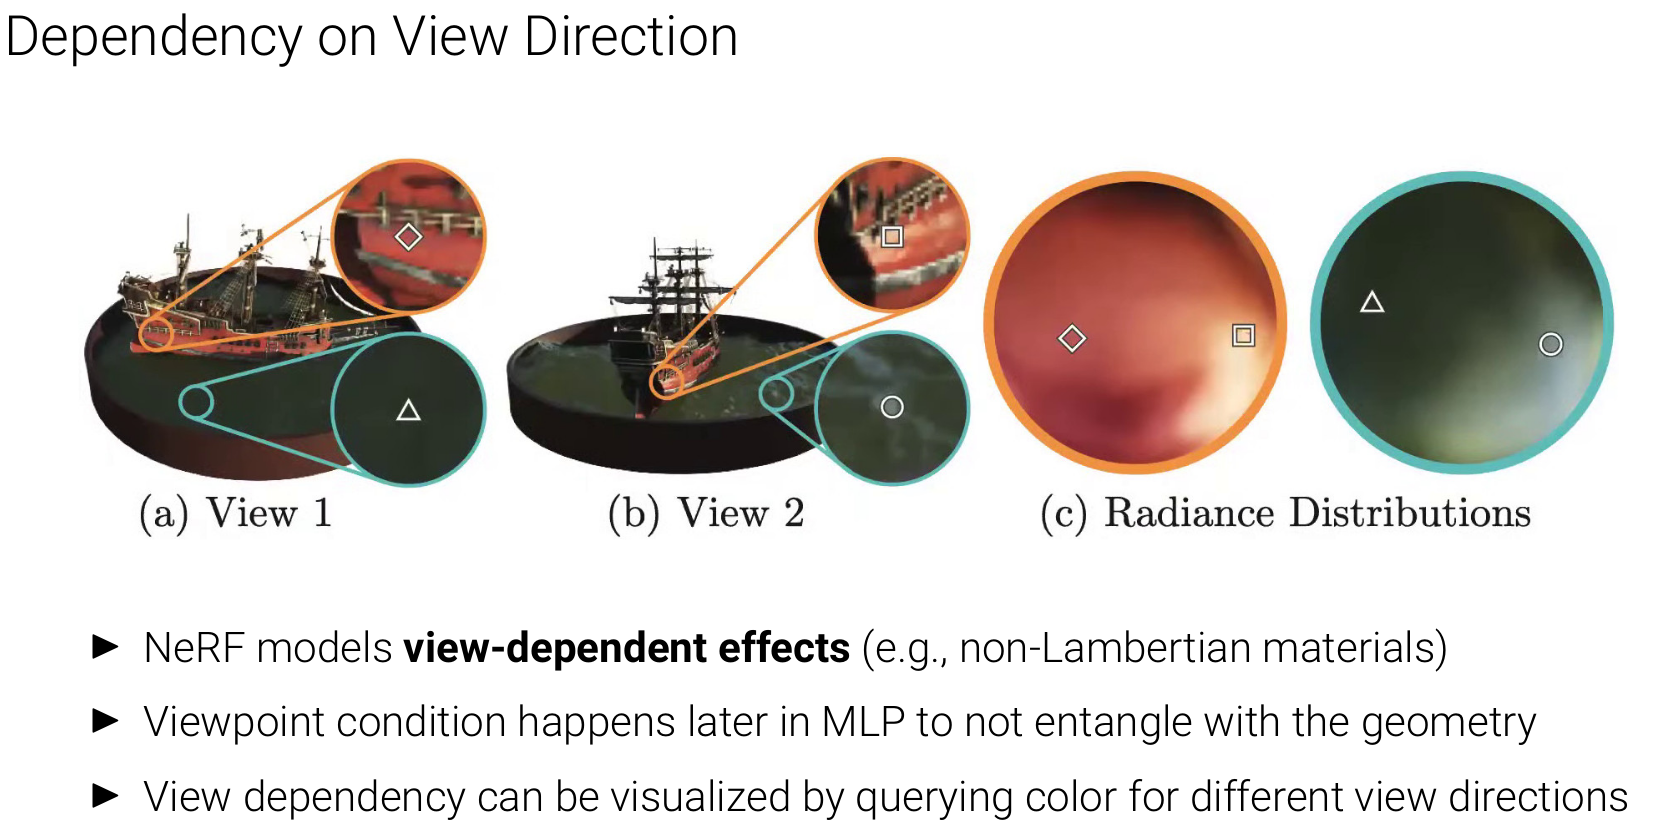 Dependency on View Direction
(a) View 1
(b) View 2
(c) Radiance Distributions
► NeRF models view-dependent effects (e.g., non-Lambertian materials)
► Viewpoint condition happens later in MLP to not entangle with the geometry
► View dependency can be visualized by querying color for different view directions